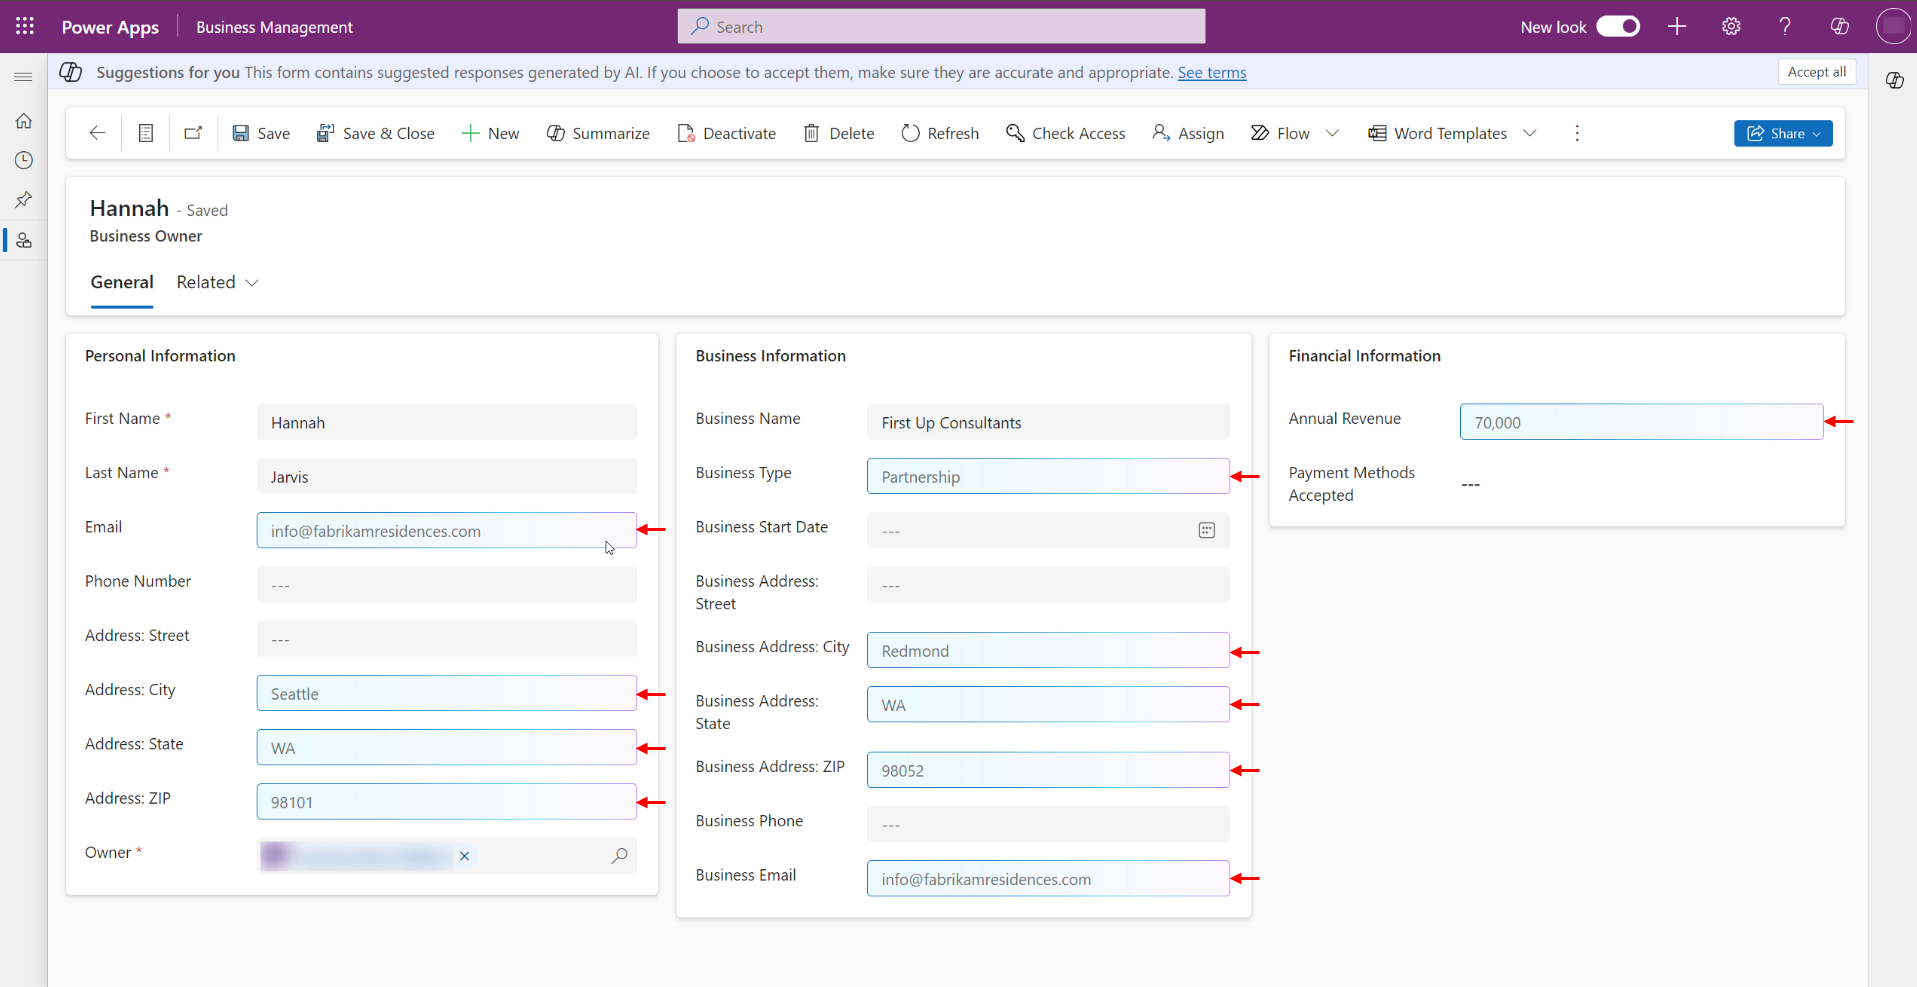 Power Apps
Business Management
Search
New look
Suggestions for you This form contains suggested responses generated by AI. If you choose to accept them, make sure they are accurate and appropriate. See terms
Accept all
Save
Save & Close
New
Summarize
Deactivate
Delete
Refresh
Check Access
Assign
Flow
Word Templates
Share
Hannah - Saved
Business Owner
General
Related
Personal Information
First Name *
Hannah
Last Name *
Jarvis
Email
info@fabrikamresidences.com
Phone Number
---
Address: Street
---
Address: City
Seattle
Address: State
WA
Address: ZIP
98101
Owner *
Business Information
Business Name
First Up Consultants
Business Type
Partnership
Business Start Date
---
Business Address:
Street
---
Business Address: City
Redmond
Business Address:
State
WA
Business Address: ZIP
98052
Business Phone
---
Business Email
info@fabrikamresidences.com
Financial Information
Annual Revenue
70,000
Payment Methods
Accepted
---